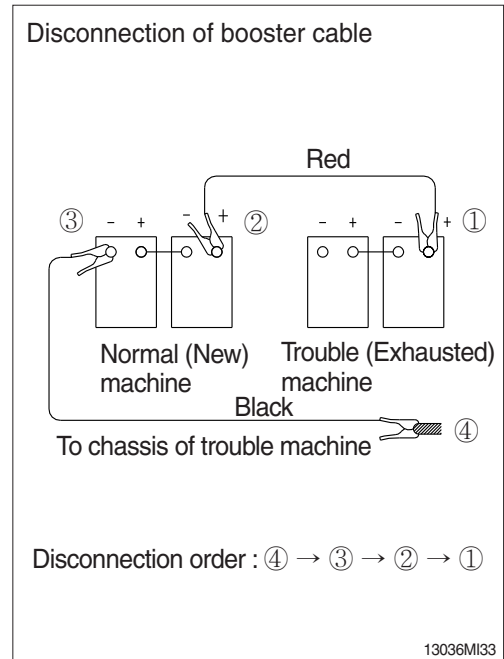 Disconnection of booster cable
Red
③ - + - + ② - + - + ①
Normal (New)
machine
Trouble (Exhausted)
machine
Black
To chassis of trouble machine ④
Disconnection order : ④ → ③ → ② → ①
13036MI33